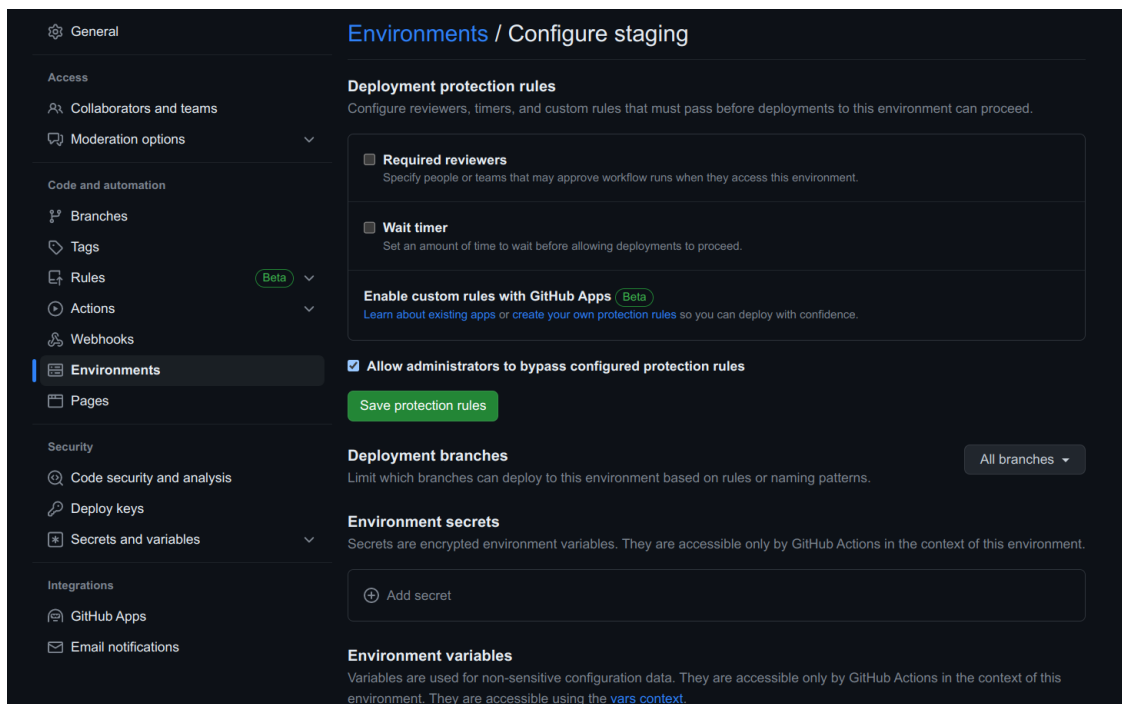 General
Access
Collaborators and teams
Moderation options
Code and automation
Branches
Tags
Rules Beta
Actions
Webhooks
Environments
Pages
Security
Code security and analysis
Deploy keys
Secrets and variables
Integrations
GitHub Apps
Email notifications
Environments / Configure staging
Deployment protection rules
Configure reviewers, timers, and custom rules that must pass before deployments to this environment can proceed.
Required reviewers
Specify people or teams that may approve workflow runs when they access this environment.
Wait timer
Set an amount of time to wait before allowing deployments to proceed.
Enable custom rules with GitHub Apps Beta
Learn about existing apps or create your own protection rules so you can deploy with confidence.
Allow administrators to bypass configured protection rules
Save protection rules
Deployment branches
All branches
Limit which branches can deploy to this environment based on rules or naming patterns.
Environment secrets
Secrets are encrypted environment variables. They are accessible only by GitHub Actions in the context of this environment.
Add secret
Environment variables
Variables are used for non-sensitive configuration data. They are accessible only by GitHub Actions in the context of this
environment. They are accessible using the vars context.